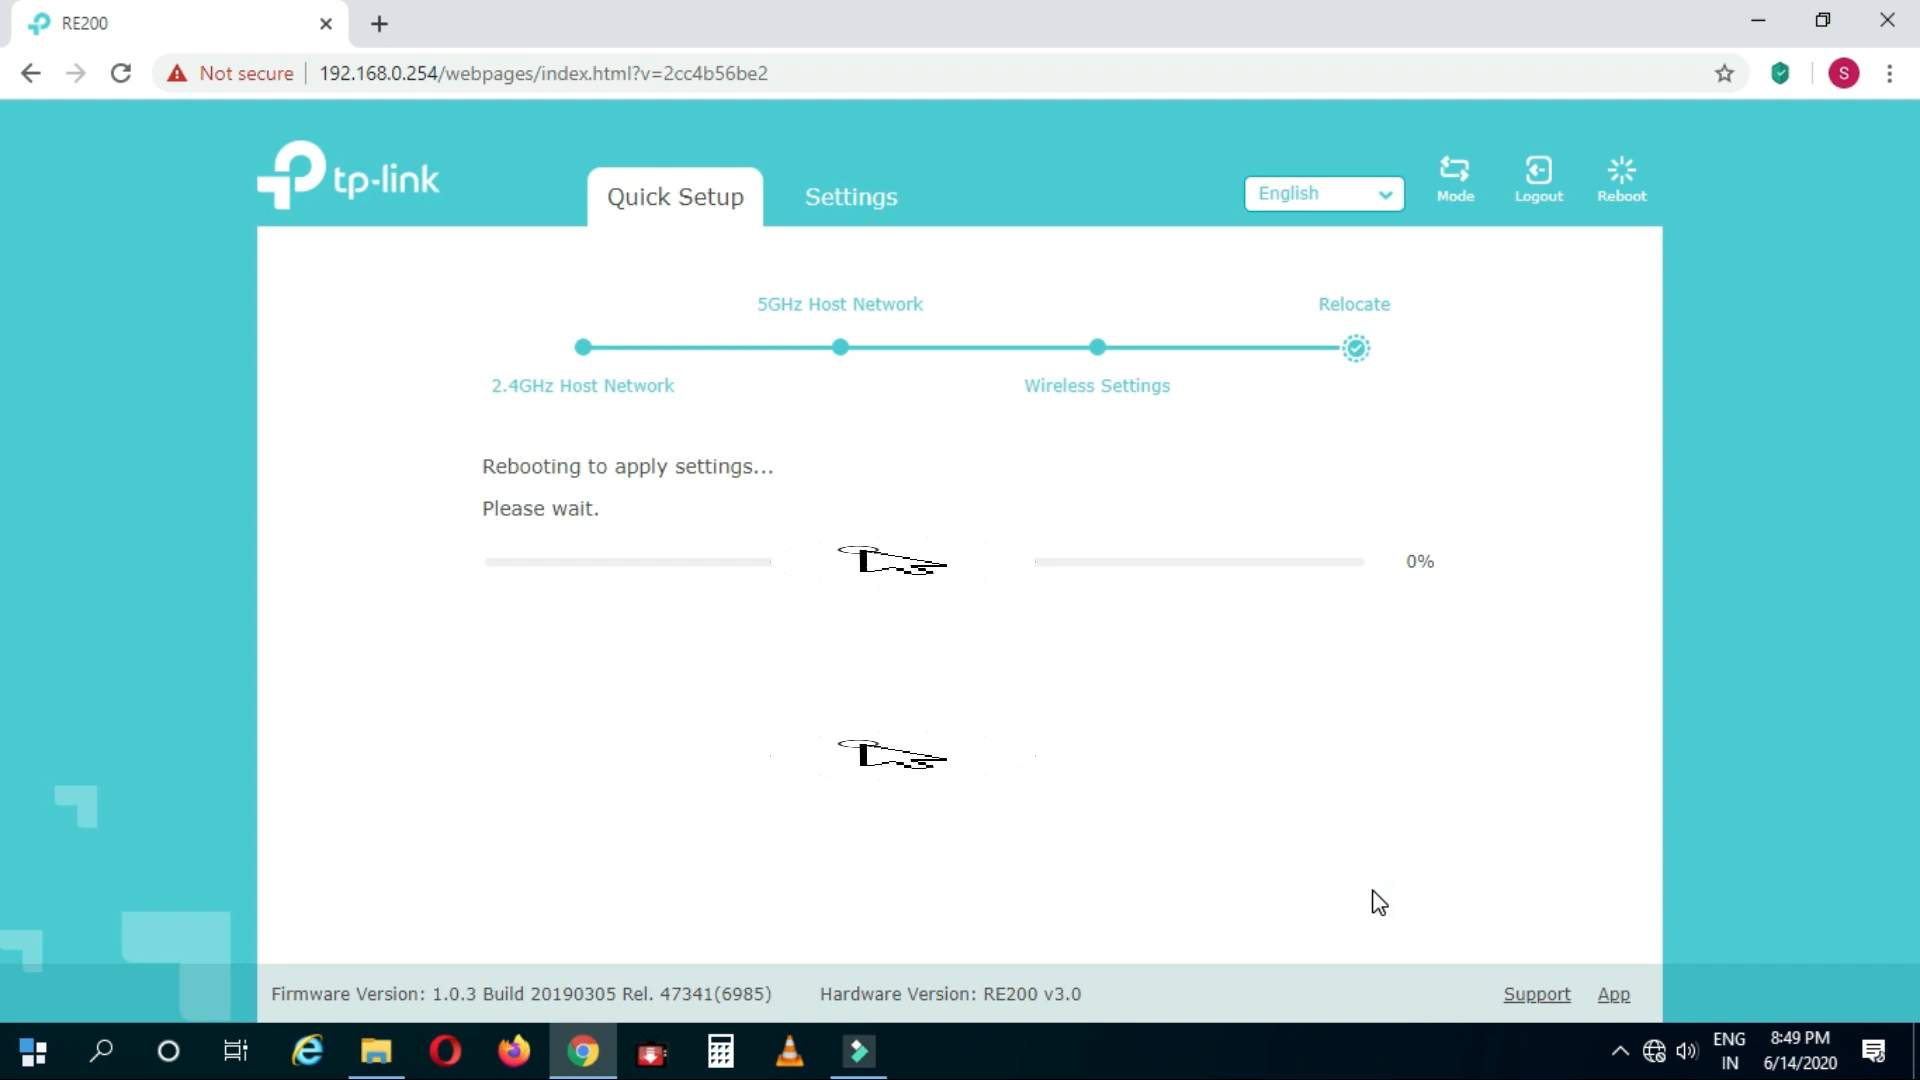 RE200
Not secure
192.168.0.254/webpages/index.html?v=2cc4b56be2
S
tp-link
Quick Setup
Settings
English
Mode
Logout
Reboot
5GHz Host Network
Relocate
2.4GHz Host Network
Wireless Settings
Rebooting to apply settings...
Please wait.
0%
Firmware Version: 1.0.3 Build 20190305 Rel. 47341(6985)
Hardware Version: RE200 v3.0
Support
App
ENG
IN
8:49 PM
6/14/2020